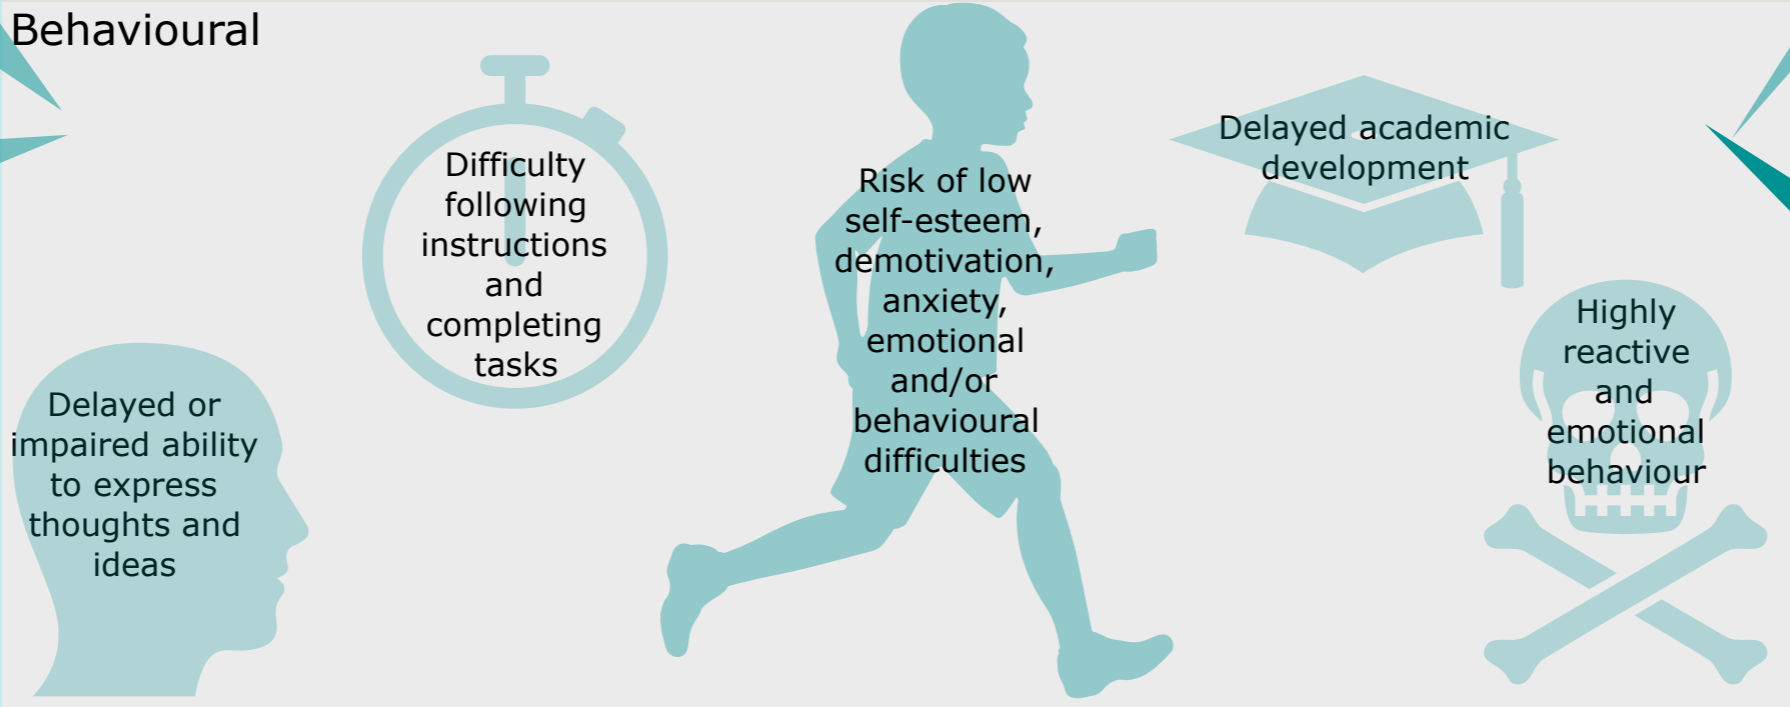 Behavioural
Delayed or
impaired ability
to express
thoughts and
ideas
Difficulty
following
instructions
and
completing
tasks
Risk of low
self-esteem,
demotivation,
anxiety,
emotional
and/or
behavioural
difficulties
Delayed academic
development
Highly
reactive
and
emotional
behaviour